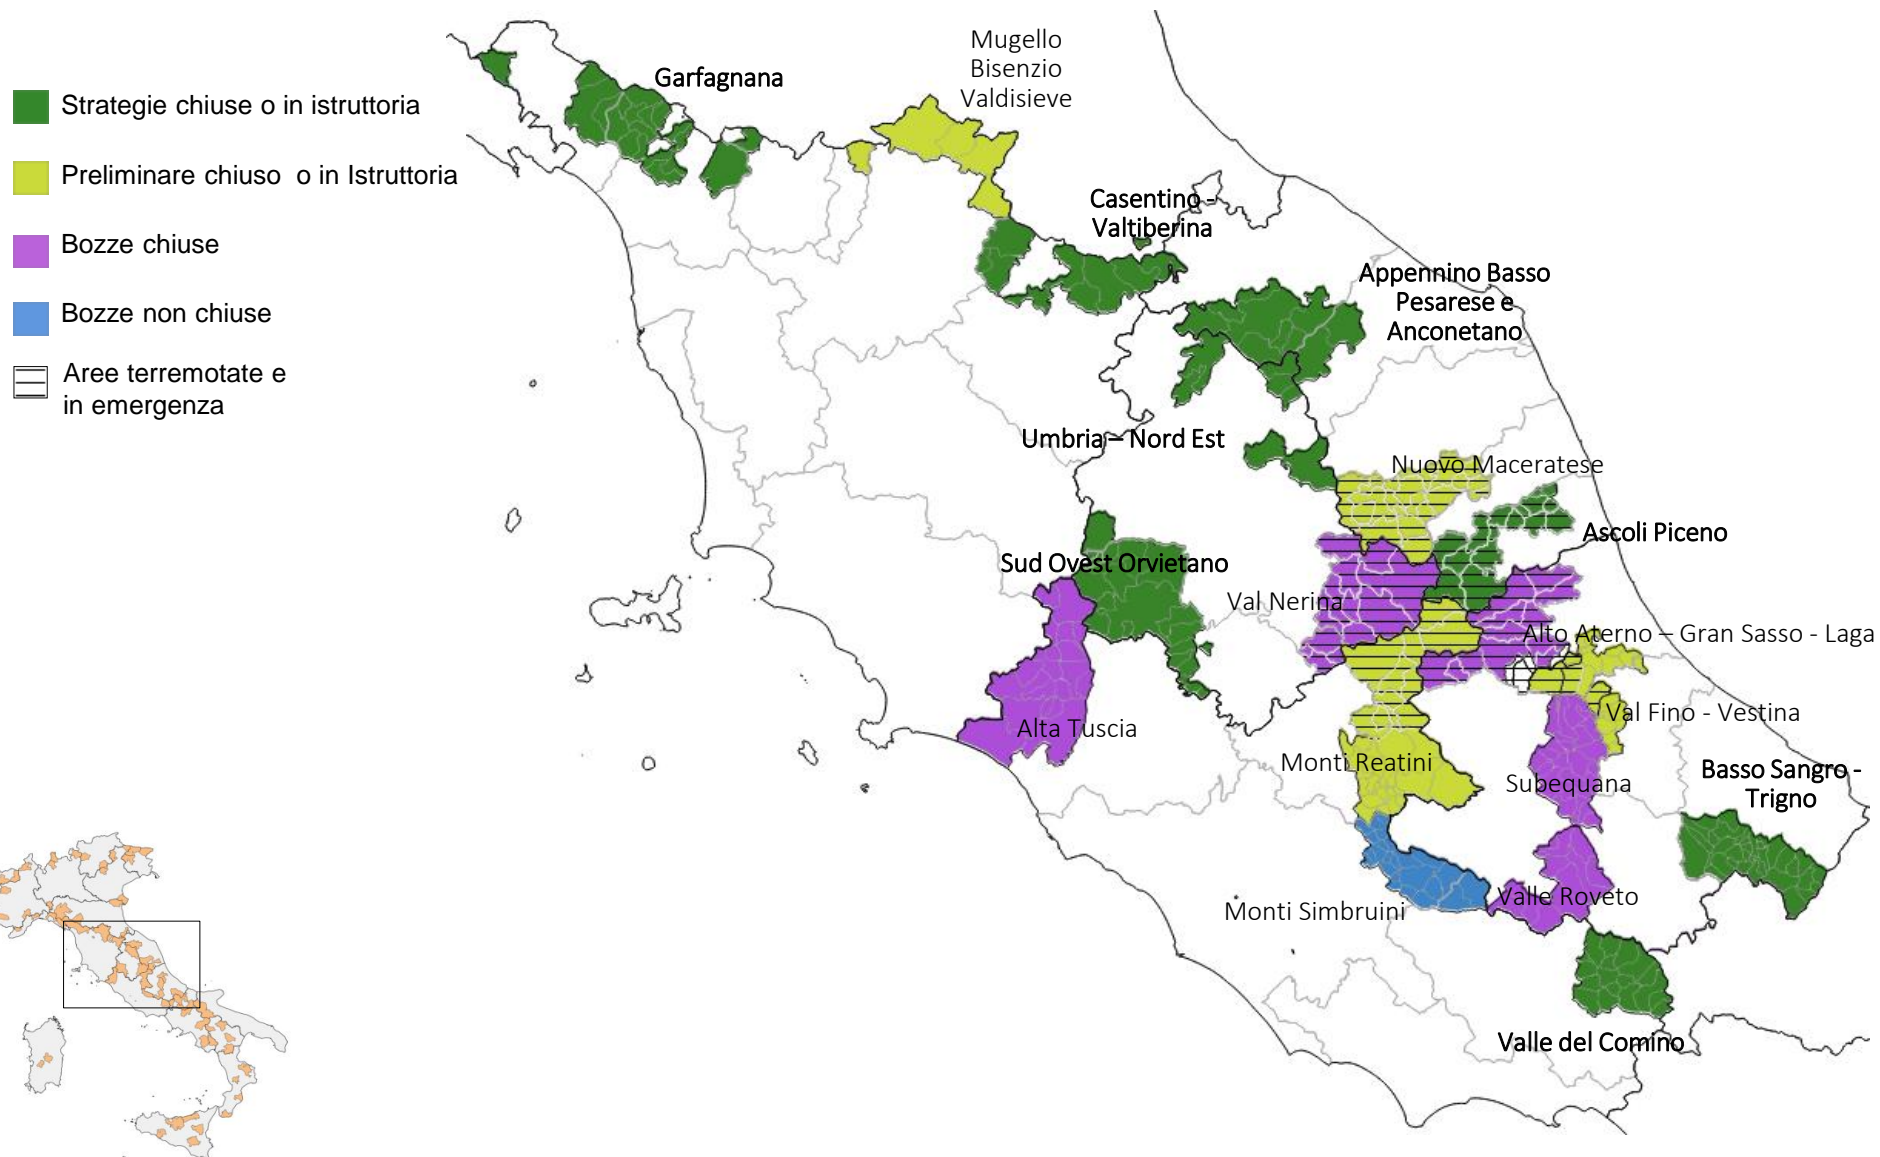 Strategie chiuse o in istruttoria
Preliminare chiuso o in Istruttoria
Bozze chiuse
Bozze non chiuse
Aree terremotate e
in emergenza
Garfagnana
Mugello
Bisenzio
Valdisieve
Casentino -
Valtiberina
Appennino Basso
Pesarese e
Anconetano
Umbria – Nord Est
Nuovo Maceratese
Ascoli Piceno
Sud Ovest Orvietano
Val Nerina
Alto Aterno – Gran Sasso - Laga
Alta Tuscia
Val Fino - Vestina
Monti Reatini
Subequana
Basso Sangro -
Trigno
Monti Simbruini
Valle Roveto
Valle del Comino